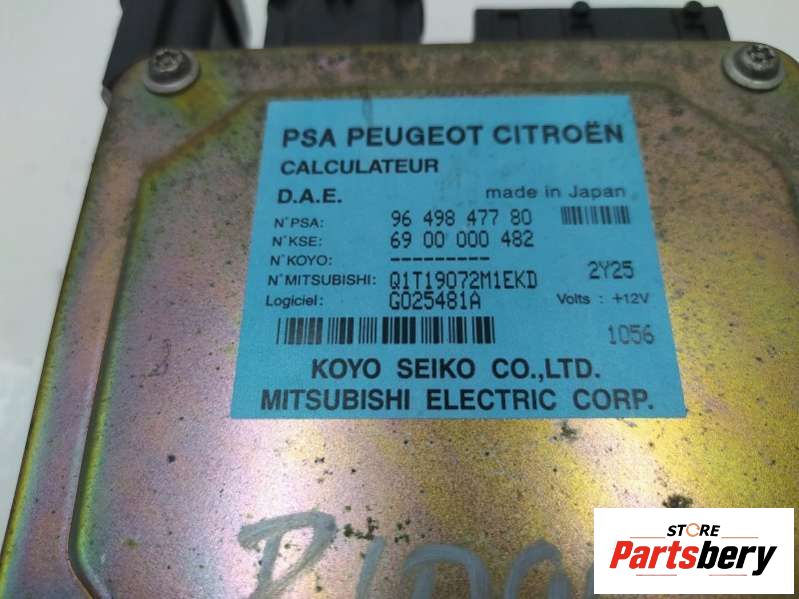 PSA PEUGEOT CITROËN
CALCULATEUR
D.A.E. made in Japan
N°PSA: 96 498 477 80
N°KSE: 69 00 000 482
N°KOYO: ---------
N°MITSUBISHI: Q1T19072M1EKD 2Y25
Logiciel: G025481A Volts : +12V
1056
KOYO SEIKO CO.,LTD.
MITSUBISHI ELECTRIC CORP.
STORE
Partsbery